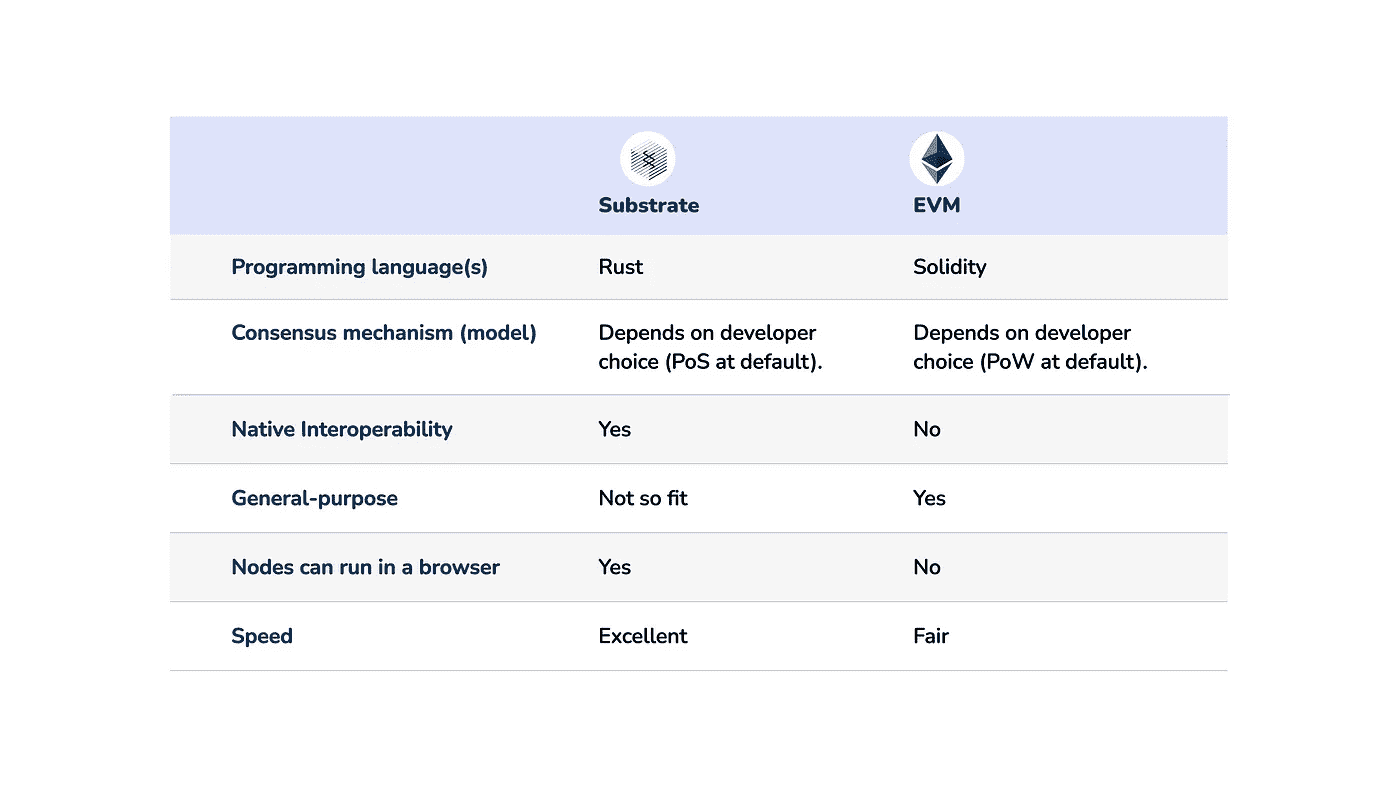 Substrate
EVM
Programming language(s)
Rust
Solidity
Consensus mechanism (model)
Depends on developer
choice (PoS at default).
Depends on developer
choice (PoW at default).
Native Interoperability
Yes
No
General-purpose
Not so fit
Yes
Nodes can run in a browser
Yes
No
Speed
Excellent
Fair